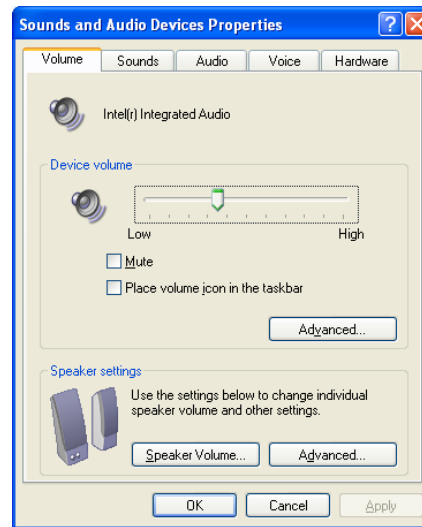 Sounds and Audio Devices Properties
Volume
Sounds
Audio
Voice
Hardware
Intel(r) Integrated Audio
Device volume
Low
High
Mute
Place volume icon in the taskbar
Advanced...
Speaker settings
Use the settings below to change individual
speaker volume and other settings.
Speaker Volume...
Advanced...
OK
Cancel
Apply